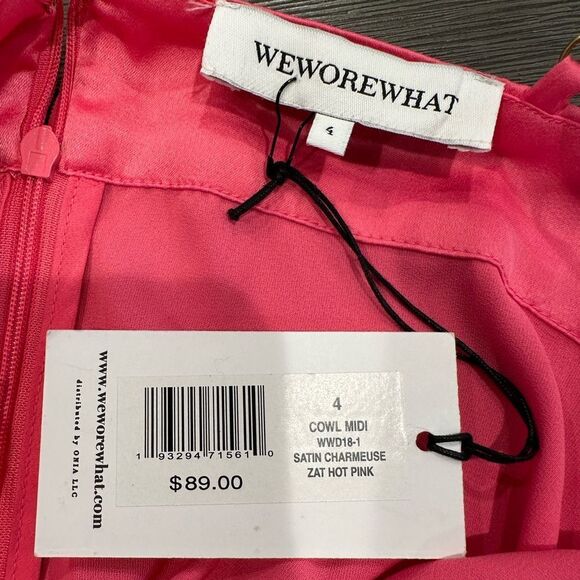 WEWOREWHAT
4
www.weworewhat.com
distributed by ONIA LLC
1 93294 71561 0
$89.00
4
COWL MIDI
WWD18-1
SATIN CHARMEUSE
ZAT HOT PINK